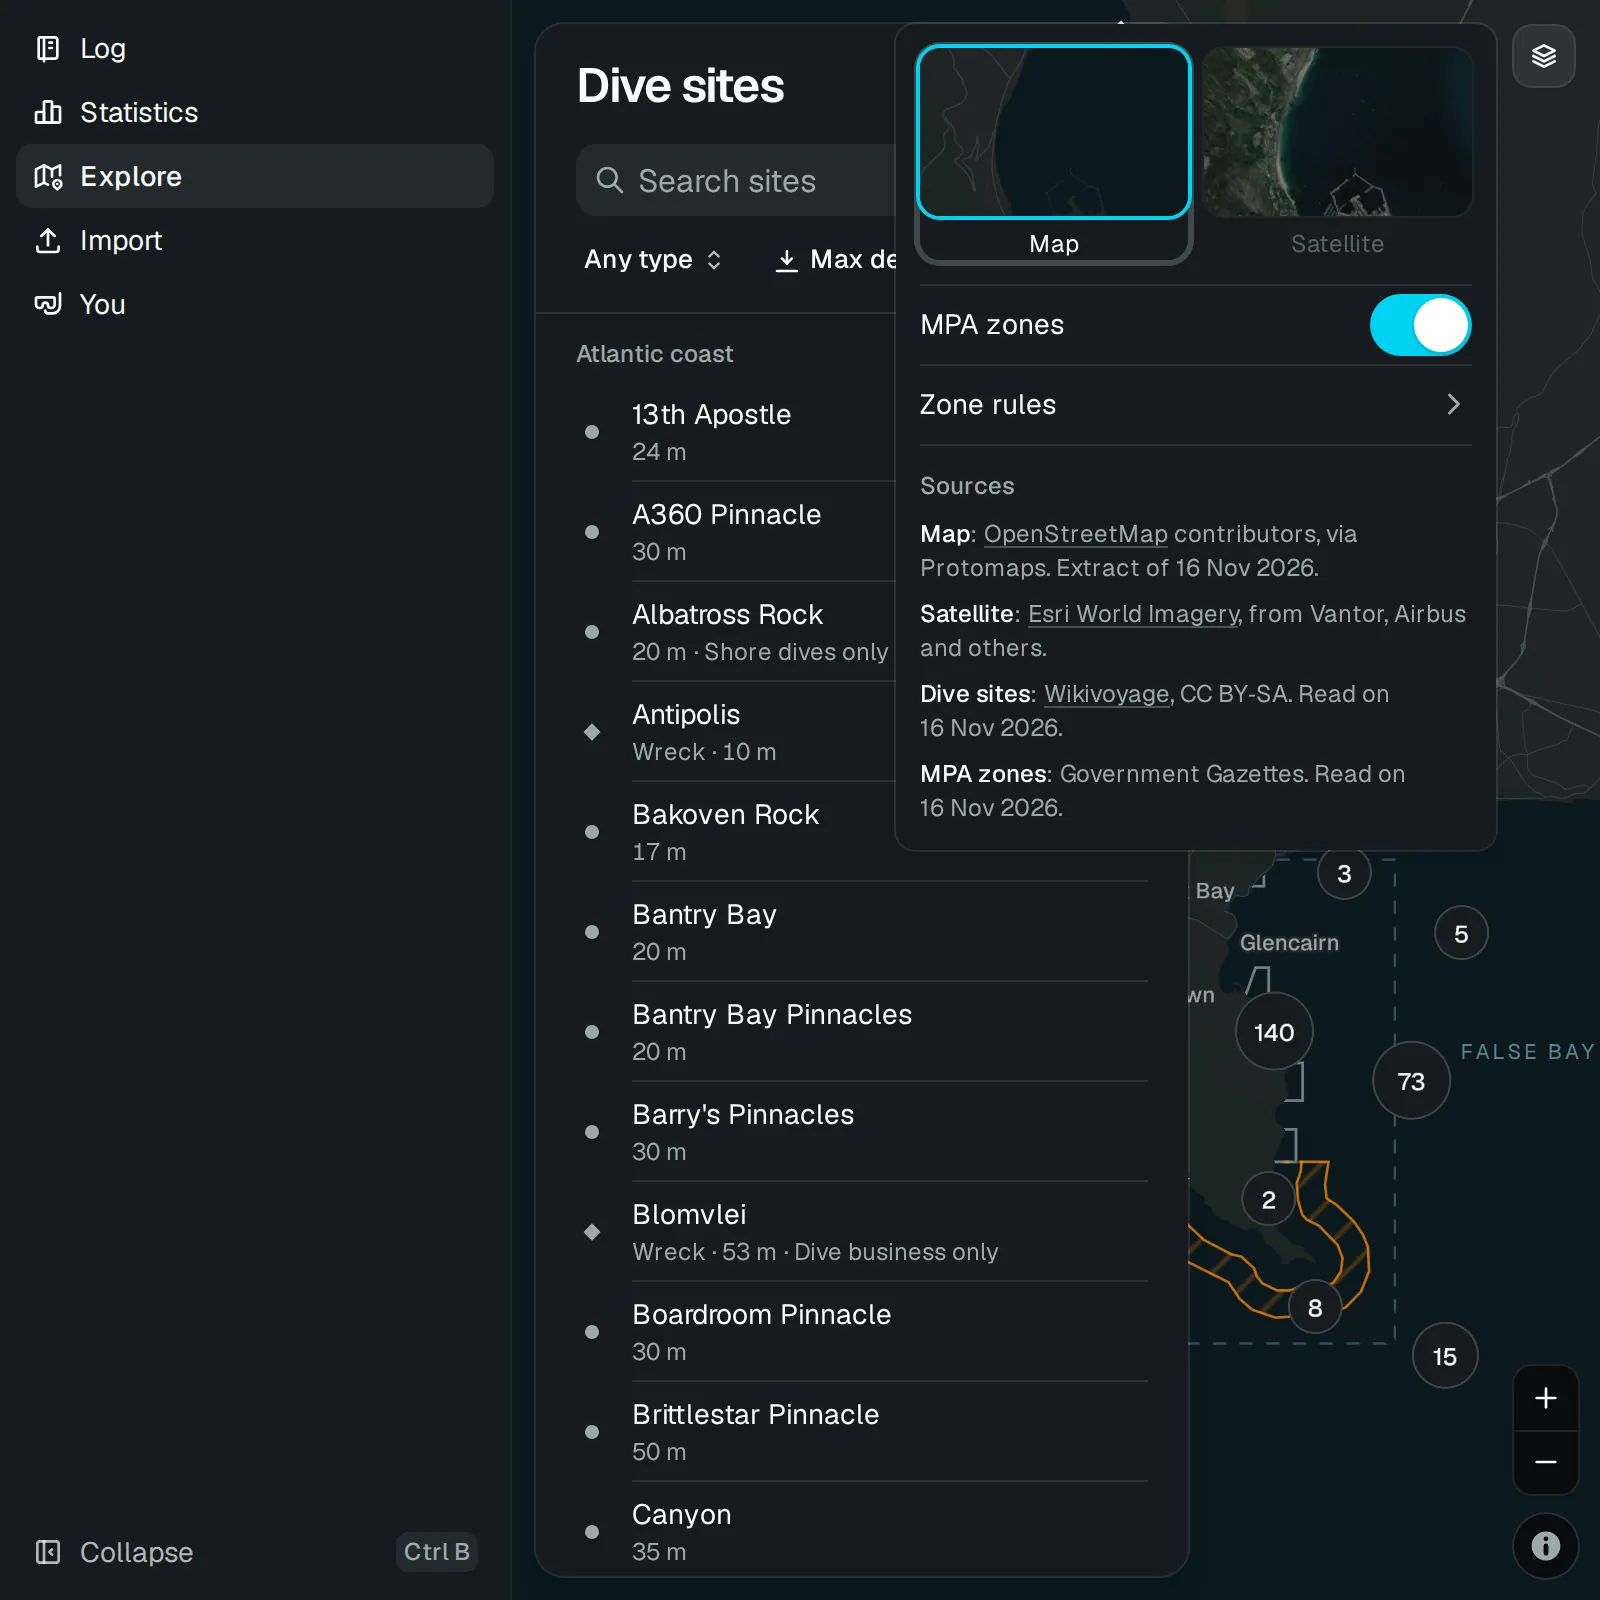 Log
Statistics
Explore
Import
You
Collapse
Ctrl B
Dive sites
Search sites
Any type
Max de
Atlantic coast
13th Apostle
24 m
A360 Pinnacle
30 m
Albatross Rock
20 m · Shore dives only
Antipolis
Wreck · 10 m
Bakoven Rock
17 m
Bantry Bay
20 m
Bantry Bay Pinnacles
20 m
Barry's Pinnacles
30 m
Blomvlei
Wreck · 53 m · Dive business only
Boardroom Pinnacle
30 m
Brittlestar Pinnacle
50 m
Canyon
35 m
Map
Satellite
MPA zones
Zone rules
Sources
Map: OpenStreetMap contributors, via
Protomaps. Extract of 16 Nov 2026.
Satellite: Esri World Imagery, from Vantor, Airbus
and others.
Dive sites: Wikivoyage, CC BY-SA. Read on
16 Nov 2026.
MPA zones: Government Gazettes. Read on
16 Nov 2026.
3
Bay
5
Glencairn
wn
140
FALSE BAY
73
2
8
15